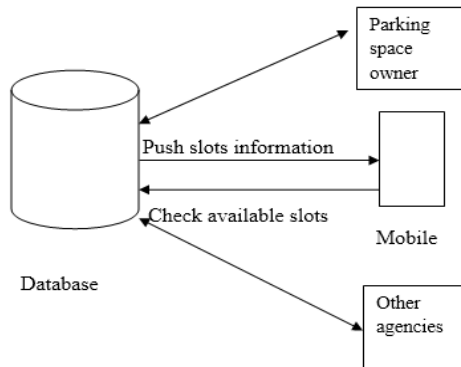 Parking
space
owner
Push slots information
Check available slots
Mobile
Database
Other
agencies